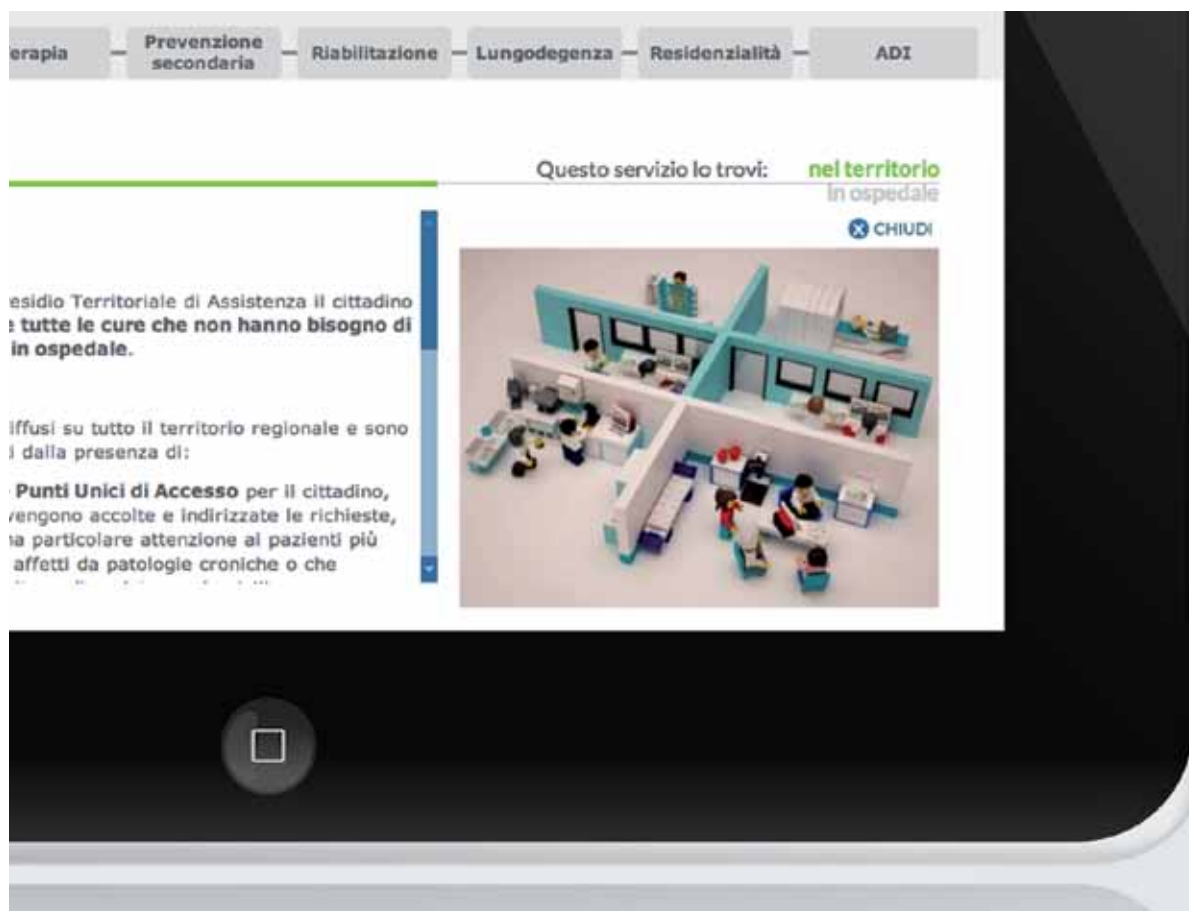 erapia
Prevenzione
secondaria
Riabilitazione
Lungodegenza
Residenzialità
ADI
Questo servizio lo trovi: nel territorio
in ospedale
CHIUDI
esidio Territoriale di Assistenza il cittadino
e tutte le cure che non hanno bisogno di
in ospedale.
iffusi su tutto il territorio regionale e sono
i dalla presenza di:
Punti Unici di Accesso per il cittadino,
vengono accolte e indirizzate le richieste,
na particolare attenzione ai pazienti più
affetti da patologie croniche o che